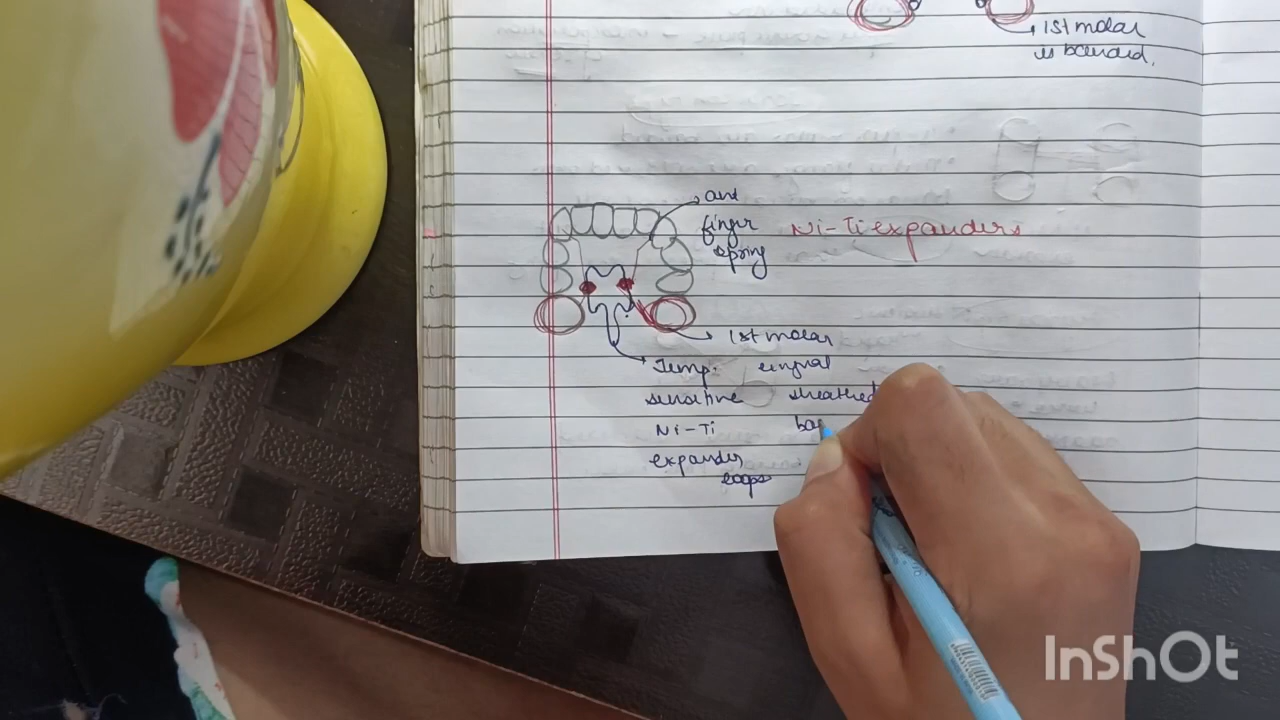 1st molar
is banded.
ant
finger
spring
Ni-Ti expanders
1st molar
lingual
sheathed
ba
Temp.
sensitive
Ni-Ti
expander
loops
InShOt